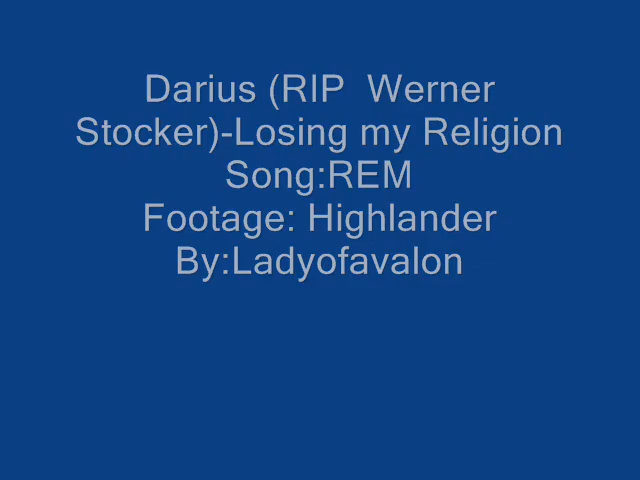 Darius (RIP  Werner
Stocker)-Losing my Religion
Song:REM
Footage: Highlander
By:Ladyofavalon